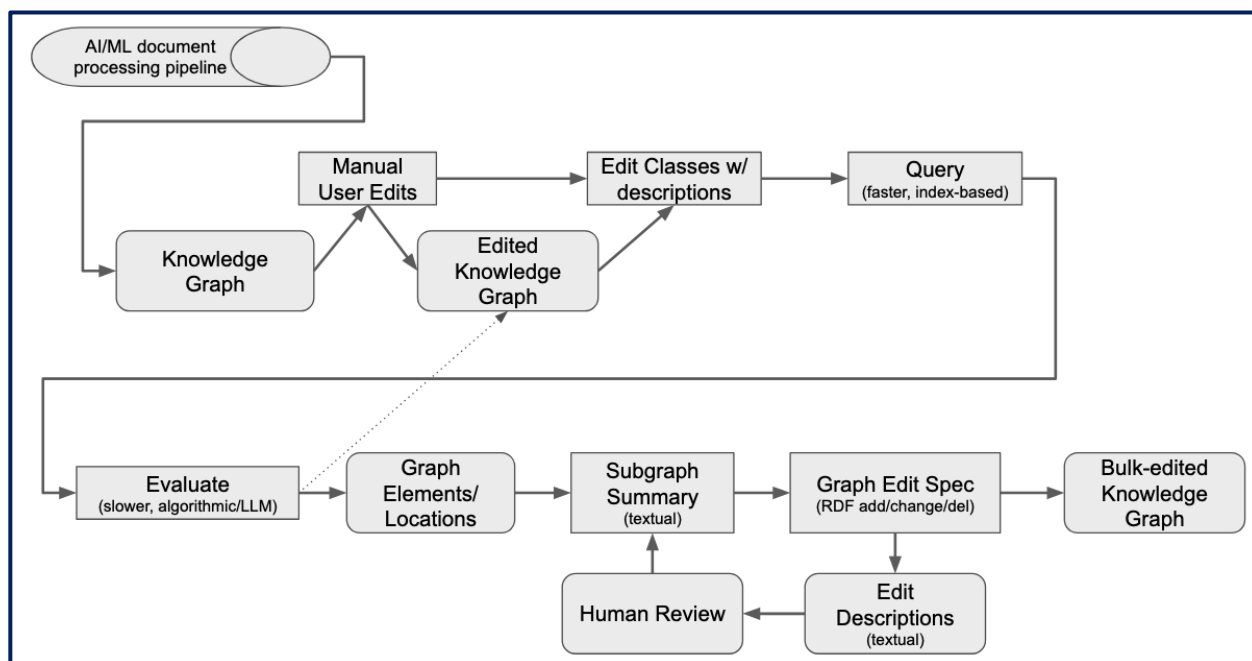 AI/ML document
processing pipeline
Manual
User Edits
Edit Classes w/
descriptions
Query
(faster, index-based)
Knowledge
Graph
Edited
Knowledge
Graph
Evaluate
(slower, algorithmic/LLM)
Graph
Elements/
Locations
Subgraph
Summary
(textual)
Graph Edit Spec
(RDF add/change/del)
Bulk-edited
Knowledge
Graph
Human Review
Edit
Descriptions
(textual)